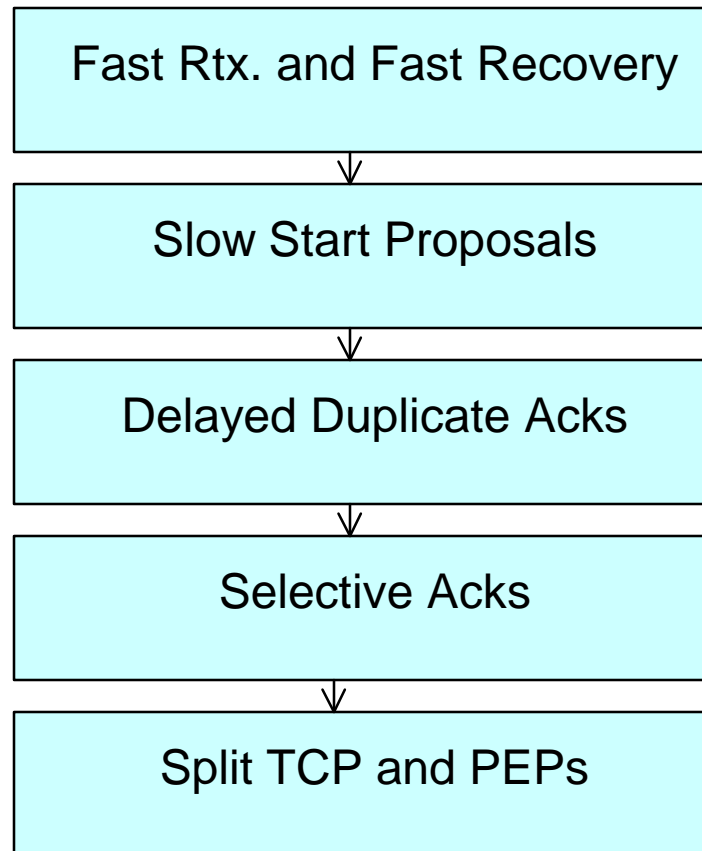 Fast Rtx. and Fast Recovery
Slow Start Proposals
Delayed Duplicate Acks
Selective Acks
Split TCP and PEPs